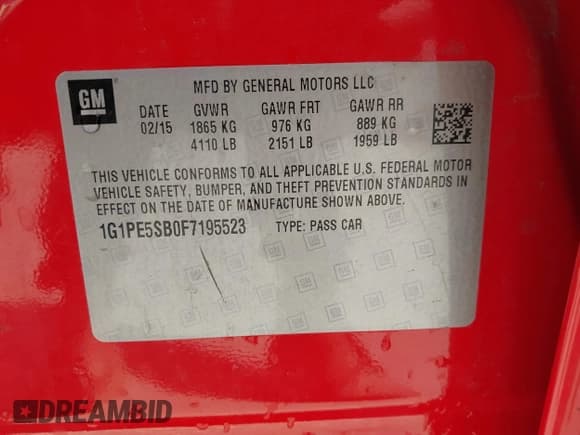 GM
MFD BY GENERAL MOTORS LLC
DATE GVWR GAWR FRT GAWR RR
02/15 1865 KG 976 KG 889 KG
4110 LB 2151 LB 1959 LB
THIS VEHICLE CONFORMS TO ALL APPLICABLE U.S. FEDERAL MOTOR
VEHICLE SAFETY, BUMPER, AND THEFT PREVENTION STANDARDS IN
EFFECT ON THE DATE OF MANUFACTURE SHOWN ABOVE.
1G1PE5SB0F7195523 TYPE: PASS CAR
DREAMBID